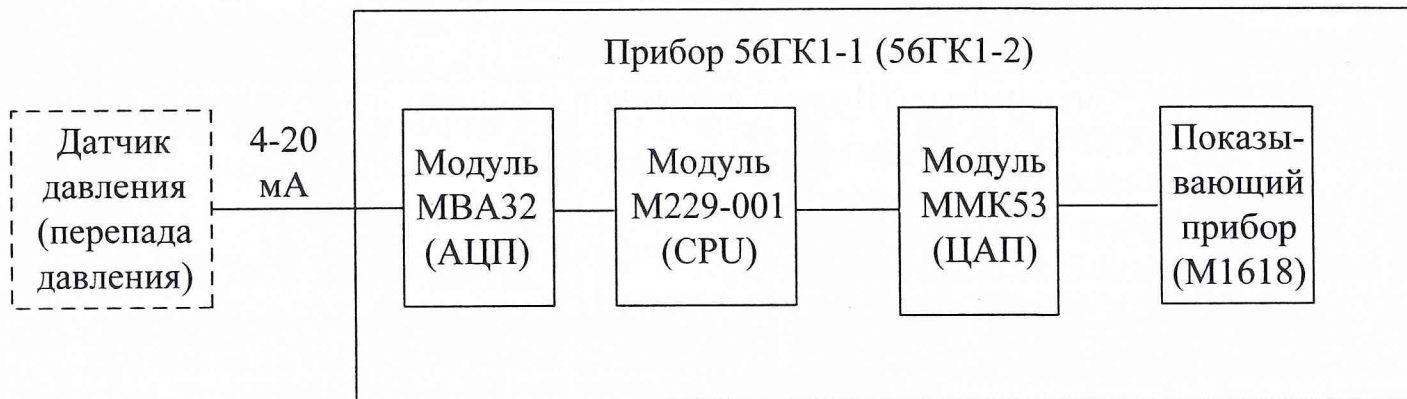 Прибор 56ГК1-1 (56ГК1-2)
Датчик
давления
(перепада
давления)
4-20
мА
Модуль
МВА32
(АЦП)
Модуль
М229-001
(CPU)
Модуль
ММК53
(ЦАП)
Показы-
вающий
прибор
(М1618)